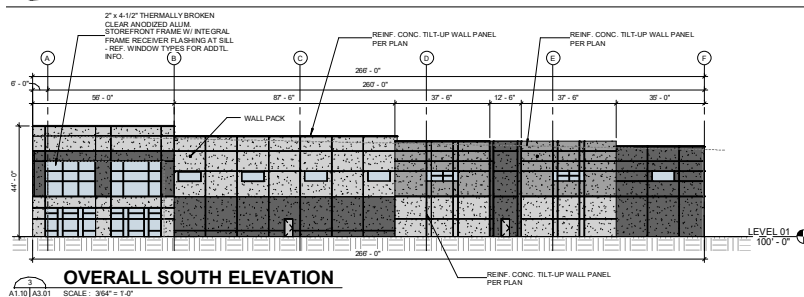 2" x 4-1/2" THERMALLY BROKEN
CLEAR ANODIZED ALUM.
STOREFRONT FRAME W/ INTEGRAL
FRAME RECEIVER FLASHING AT SILL
- REF. WINDOW TYPES FOR ADDTL.
INFO.
REINF. CONC. TILT-UP WALL PANEL
PER PLAN
REINF. CONC. TILT-UP WALL PANEL
PER PLAN
A B C D E F
266' - 0"
6' - 0" 260' - 0"
56' - 0" 87' - 6" 37' - 6" 12' - 6" 37' - 6" 35' - 0"
WALL PACK
44' - 0"
LEVEL 01
100' - 0"
266' - 0"
REINF. CONC. TILT-UP WALL PANEL
PER PLAN
3 OVERALL SOUTH ELEVATION
A1.10 A3.01 SCALE : 3/64" = 1'-0"